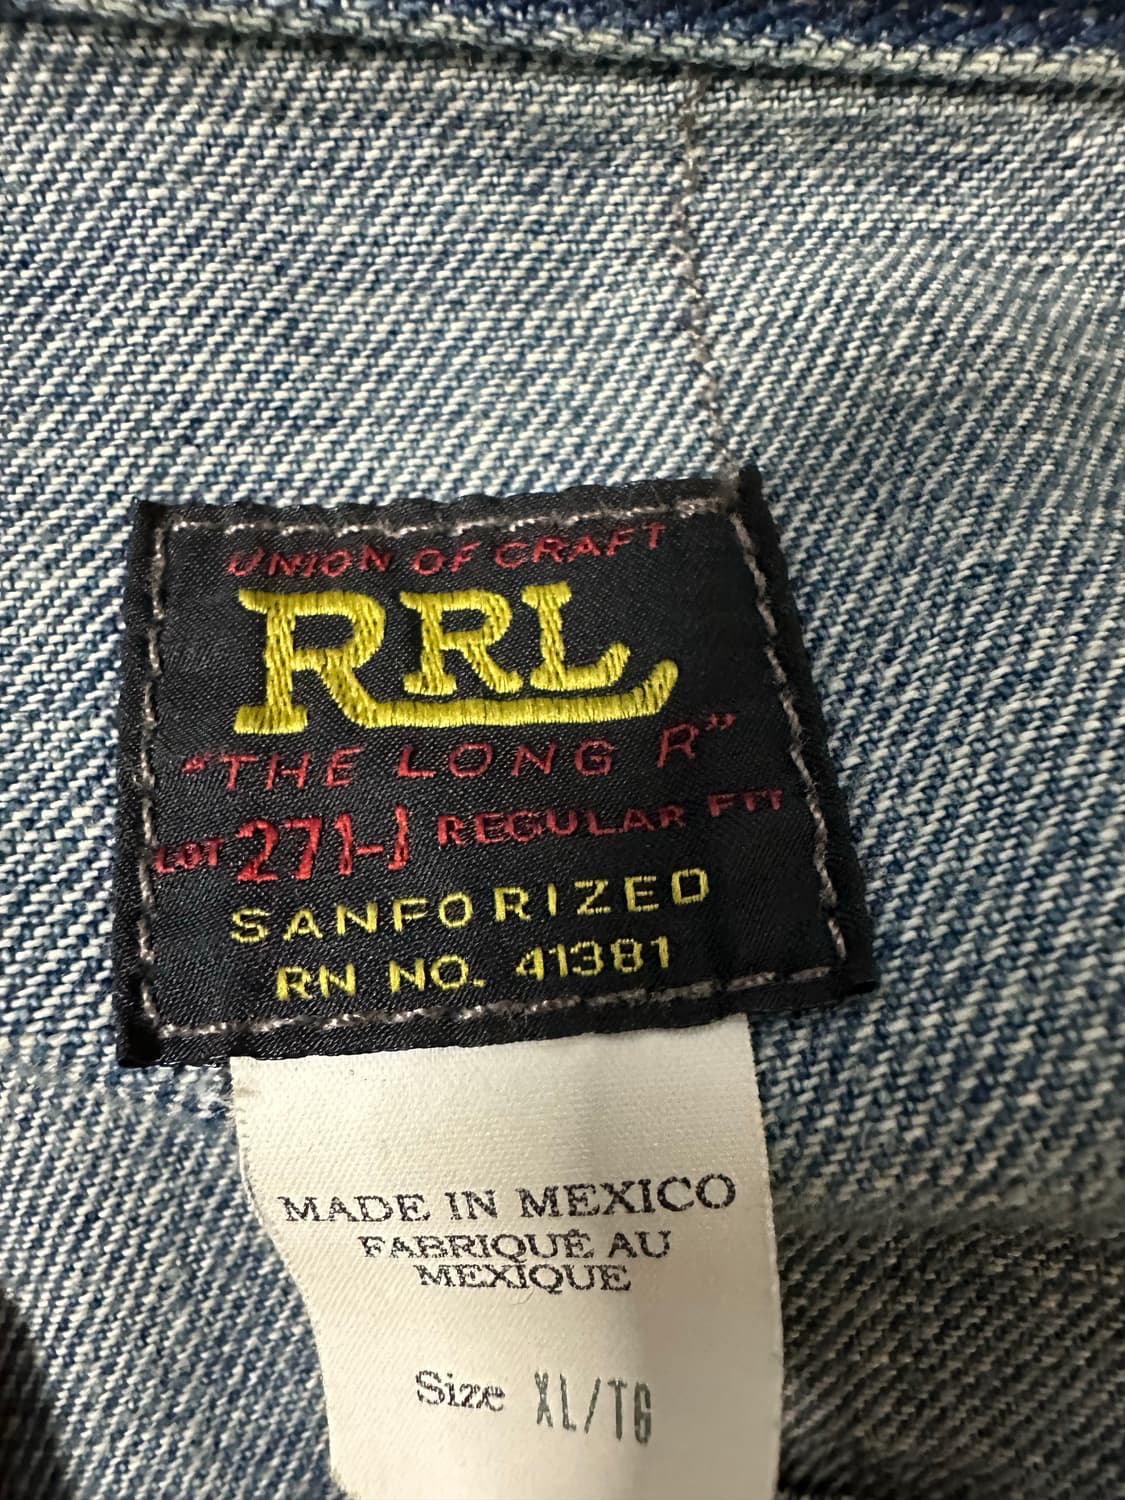 UNION OF CRAFT
RRL
"THE LONG R"
LOT 271-1 REGULAR FIT
SANFORIZED
RN NO. 41381
MADE IN MEXICO
FABRIQUÉ AU
MEXIQUE
Size XL/TG